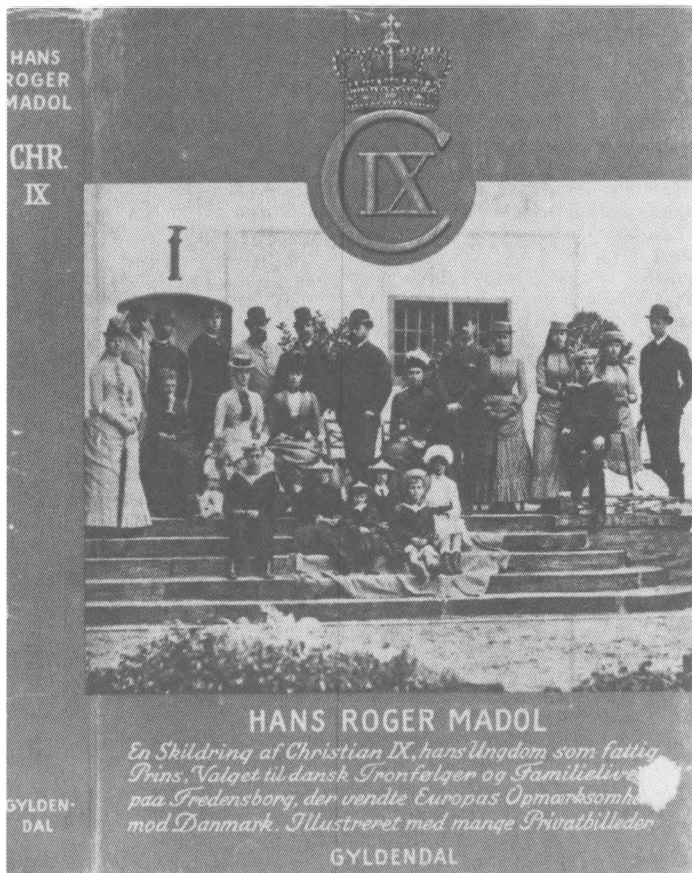 HANS
ROGER
MADOL
CHR.
IX
GYLDEN-
DAL
C IX
HANS ROGER MADOL
En Skildring af Christian IX, hans Ungdom som fattig
Prins, Valget til dansk Tronfølger og
paa Fredensborg, der vendte Europas
mod Danmark. Illustreret med mange Privatbilleder
GYLDENDAL